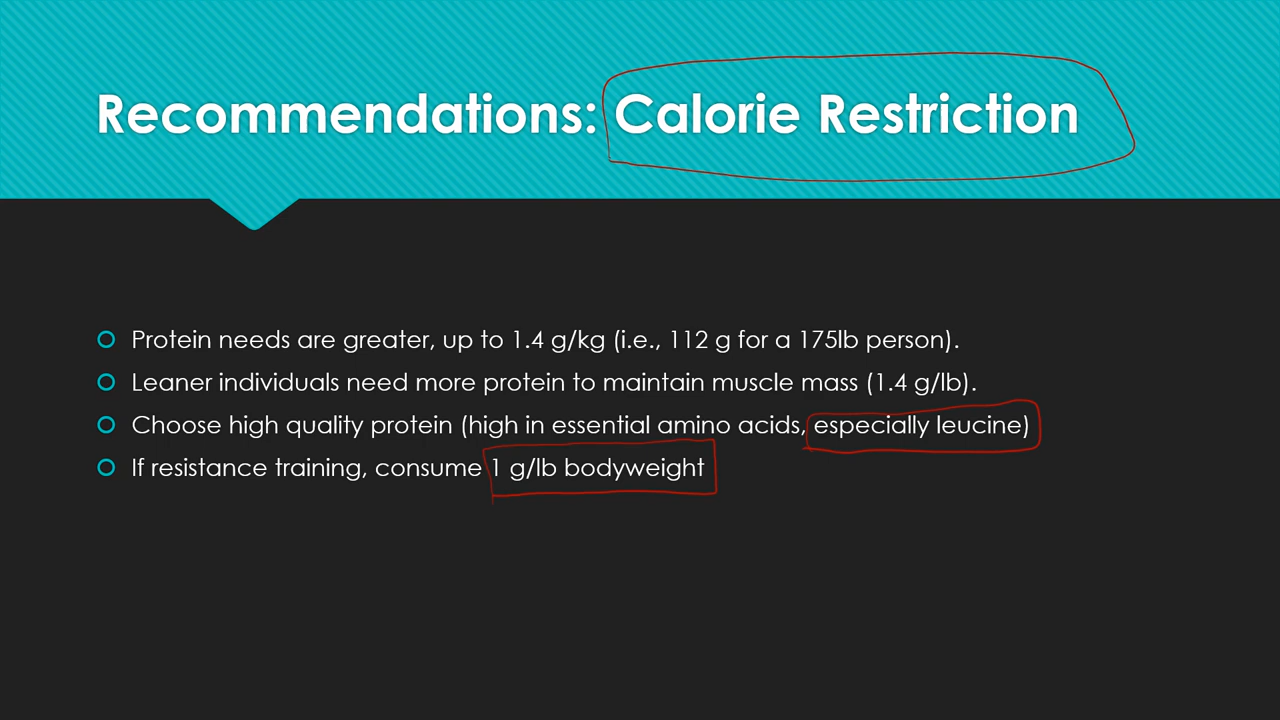 Recommendations: Calorie Restriction
Protein needs are greater, up to 1.4 g/kg (i.e., 112 g for a 175lb person).
Leaner individuals need more protein to maintain muscle mass (1.4 g/lb).
Choose high quality protein (high in essential amino acids, especially leucine)
If resistance training, consume 1 g/lb bodyweight